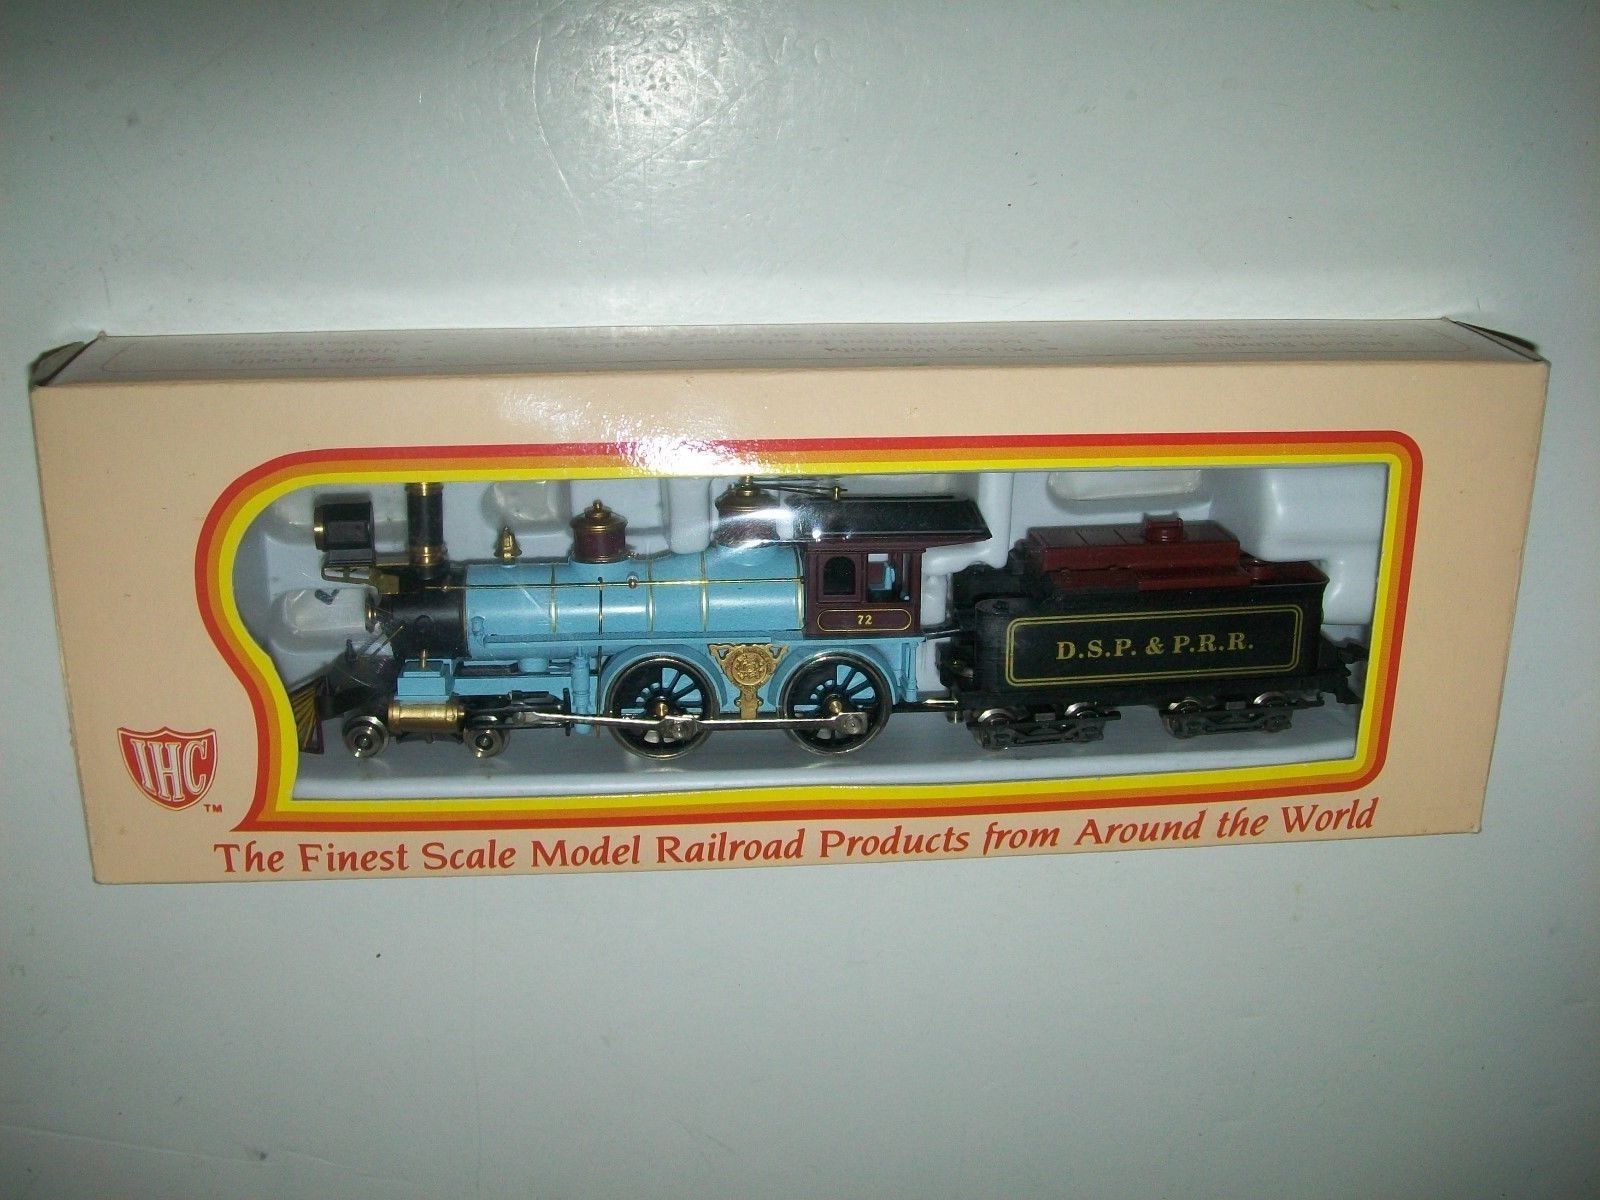 72
D.S.P. & P.R.R.
IHC
TM
The Finest Scale Model Railroad Products from Around the World